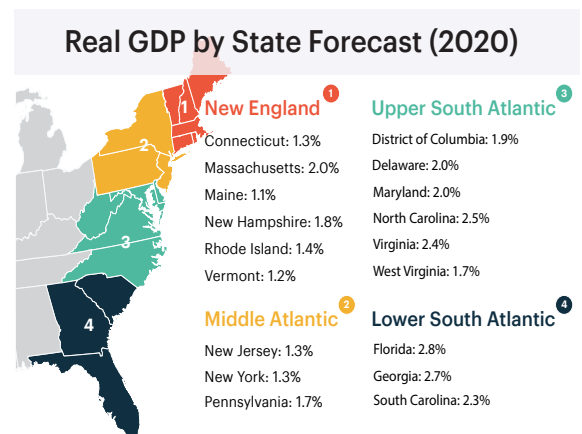 Real GDP by State Forecast (2020)
1
2
3
4
New England 1
Connecticut: 1.3%
Massachusetts: 2.0%
Maine: 1.1%
New Hampshire: 1.8%
Rhode Island: 1.4%
Vermont: 1.2%
Upper South Atlantic 3
District of Columbia: 1.9%
Delaware: 2.0%
Maryland: 2.0%
North Carolina: 2.5%
Virginia: 2.4%
West Virginia: 1.7%
Middle Atlantic 2
New Jersey: 1.3%
New York: 1.3%
Pennsylvania: 1.7%
Lower South Atlantic 4
Florida: 2.8%
Georgia: 2.7%
South Carolina: 2.3%